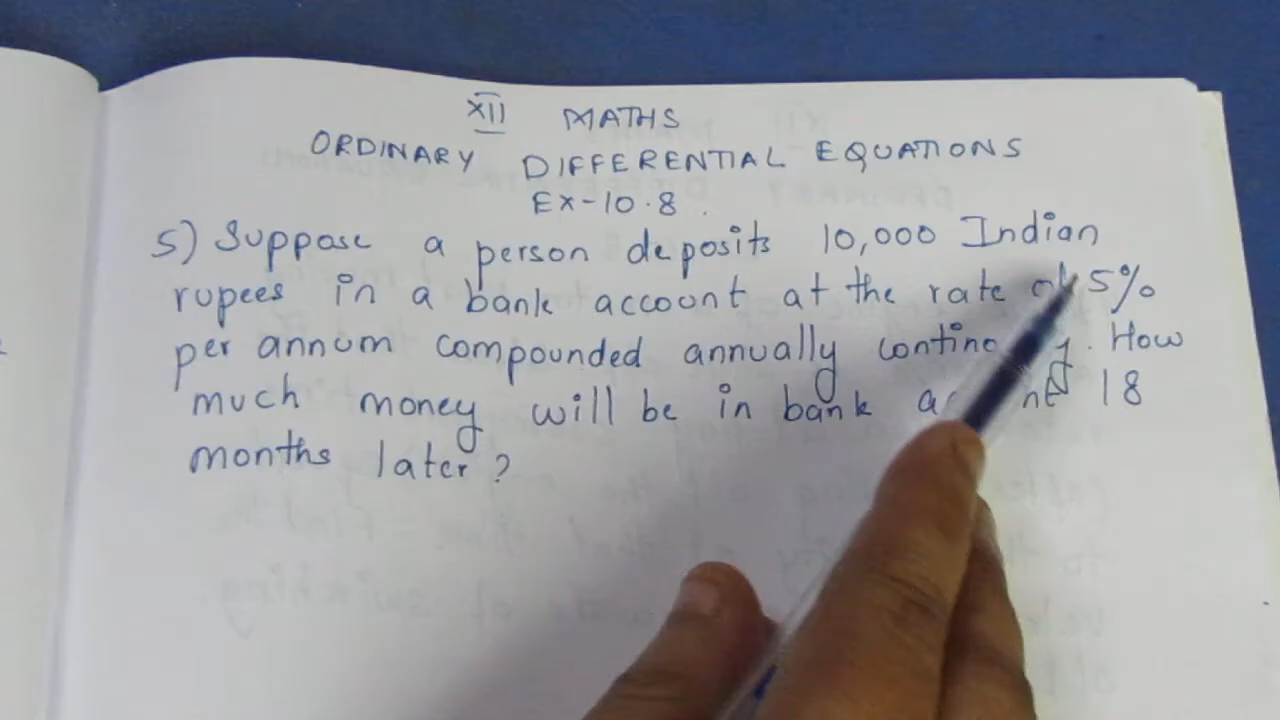 XII MATHS
ORDINARY DIFFERENTIAL EQUATIONS
Ex-10.8
5) Suppose a person deposits 10,000 Indian
rupees in a bank account at the rate of 5%
per annum compounded annually How
much money will be in bank 18
months later?